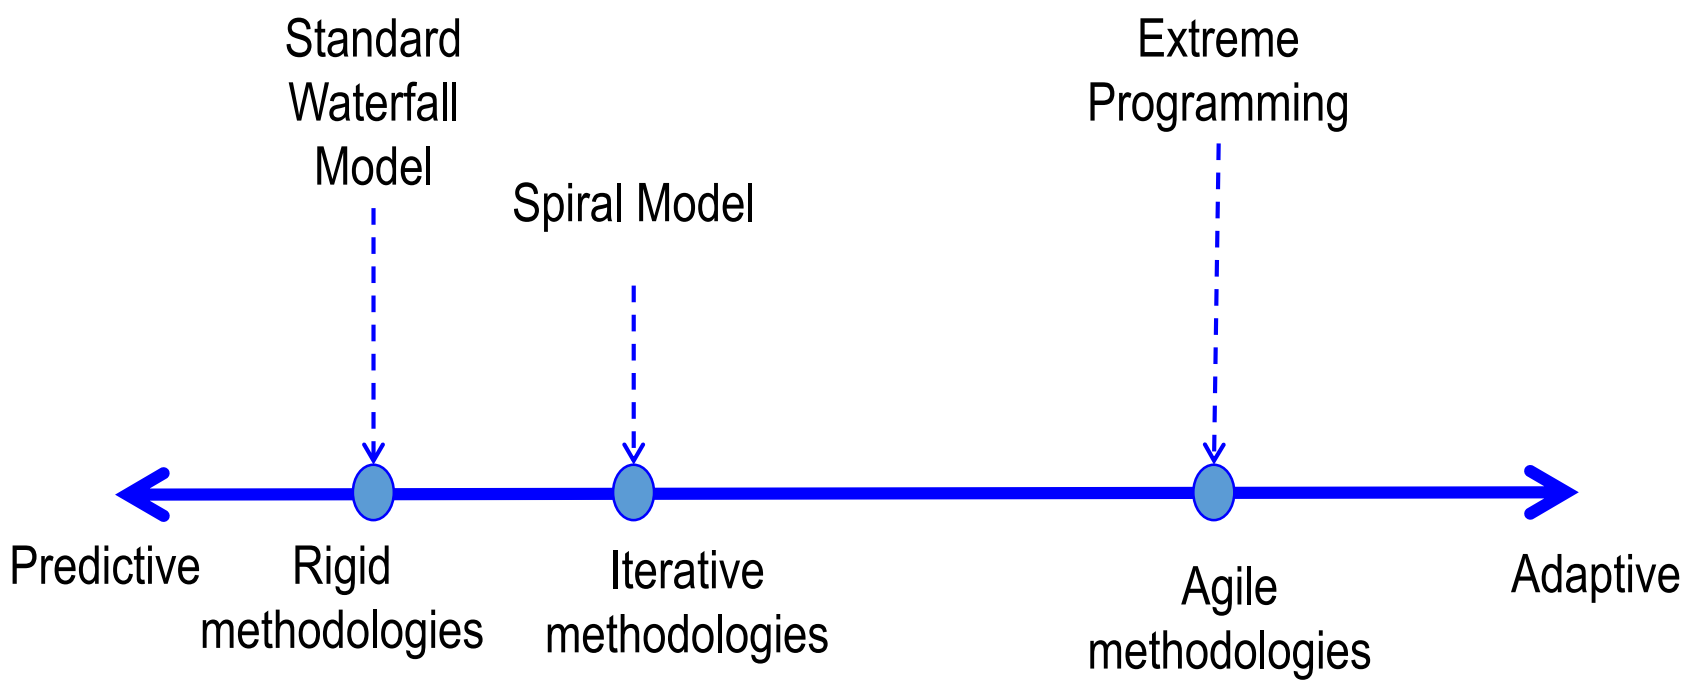 Standard
Waterfall
Model
Spiral Model
Extreme
Programming
Predictive
Rigid
methodologies
Iterative
methodologies
Agile
methodologies
Adaptive